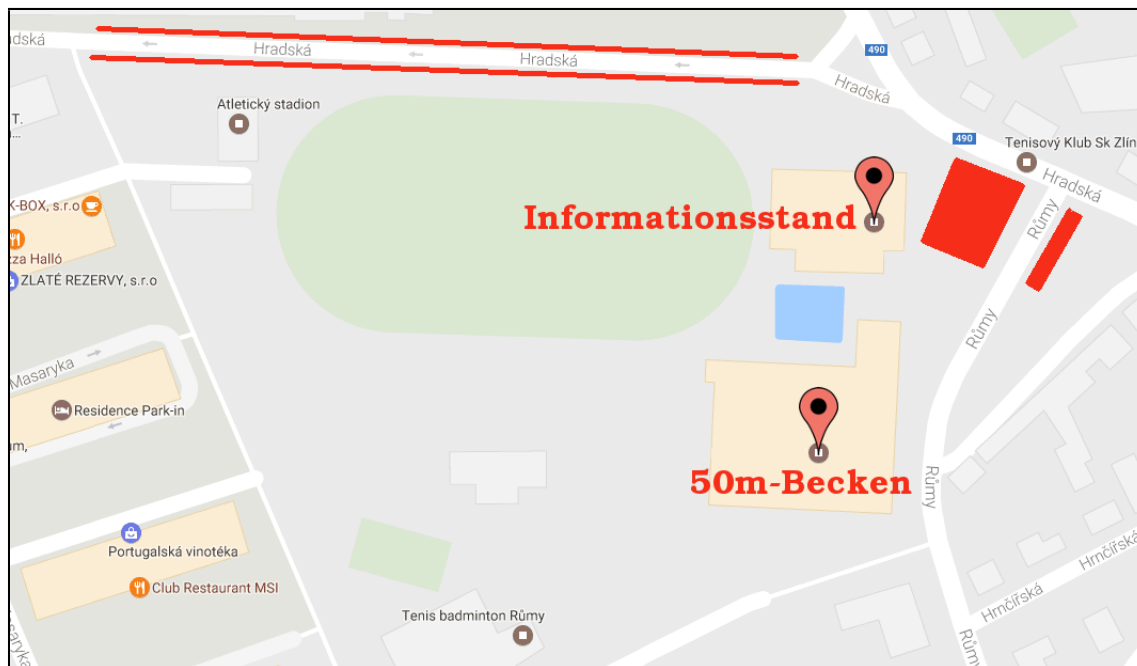 Hradská
Hradská
Hradská
490
Hradská
Atletický stadion
490
Tenisový Klub Sk Zlín
Hradská
T.
K-BOX, s.r.o
Informationsstand
Růmy
zza Halló
ZLATÉ REZERVY, s.r.o
Růmy
Masaryka
Residence Park-in
50m-Becken
Růmy
Portugalská vinotéka
Club Restaurant MSI
Hrnčířská
Hrnčířská
Tenis badminton Růmy
Růmy
Masaryka